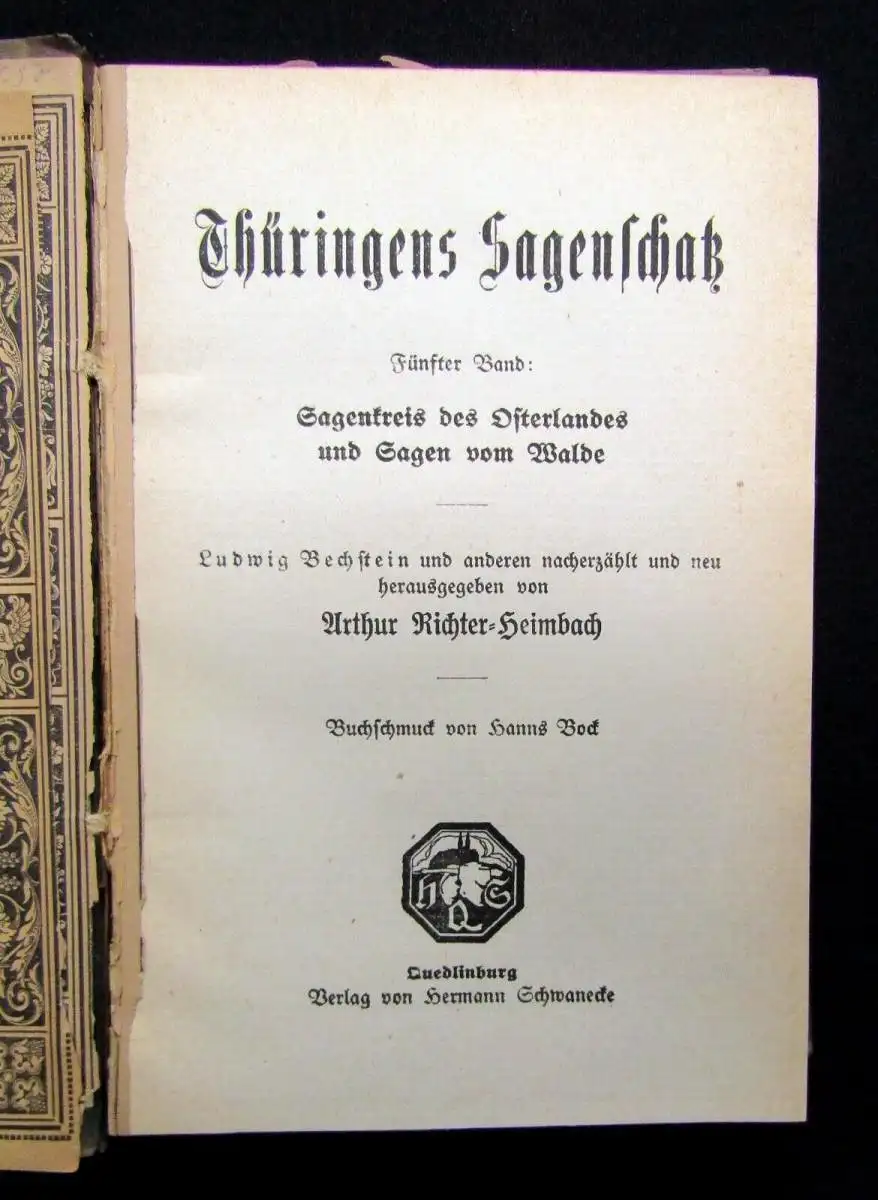 Thüringens Sagenſchatz
Fünfter Band:
Sagenkreis des Oſterlandes
und Sagen vom Walde
Ludwig Bechſtein und anderen nacherzählt und neu
herausgegeben von
Arthur Richter-Heimbach
Buchſchmuck von Hanns Bock
H S
Q
Quedlinburg
Verlag von Hermann Schwanecke